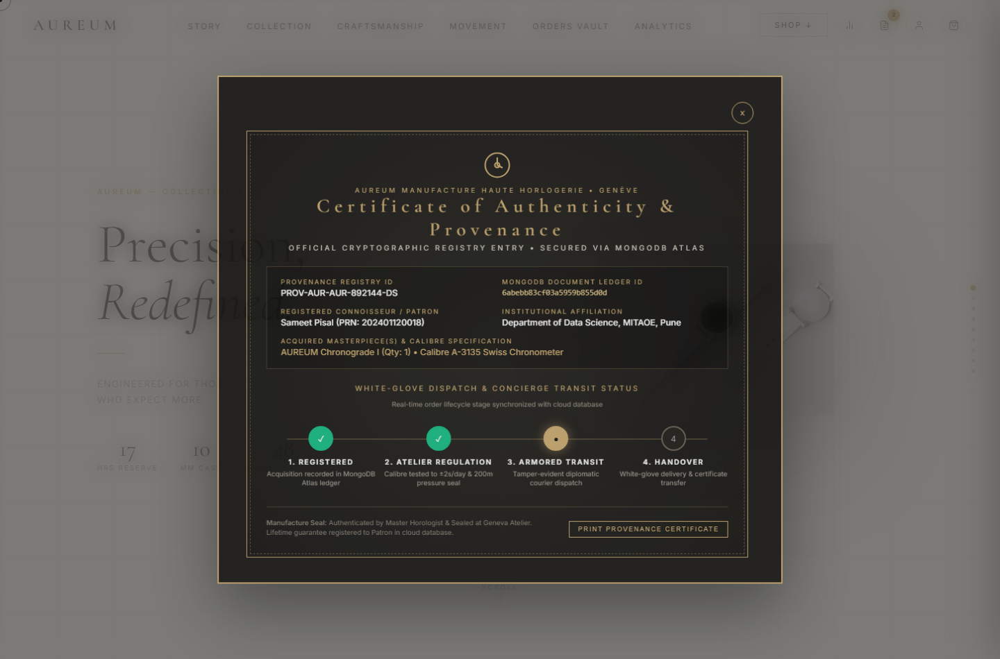 AUREUM
STORY
COLLECTION
CRAFTSMANSHIP
MOVEMENT
ORDERS VAULT
ANALYTICS
SHOP ↓
2
×
AUREUM — COLLECTION
Precision,
Redefined.
ENGINEERED FOR THO
WHO EXPECT MORE.
17
HRS RESERVE
10
MM CAS
48
AUREUM MANUFACTURE HAUTE HORLOGERIE • GENÈVE
Certificate of Authenticity &
Provenance
OFFICIAL CRYPTOGRAPHIC REGISTRY ENTRY • SECURED VIA MONGODB ATLAS
PROVENANCE REGISTRY ID
PROV-AUR-AUR-892144-DS
MONGODB DOCUMENT LEDGER ID
6abebb83cf03a5959b855d0d
REGISTERED CONNOISSEUR / PATRON
Sameet Pisal (PRN: 202401120018)
INSTITUTIONAL AFFILIATION
Department of Data Science, MITAOE, Pune
ACQUIRED MASTERPIECE(S) & CALIBRE SPECIFICATION
AUREUM Chronograde I (Qty: 1) • Calibre A-3135 Swiss Chronometer
WHITE-GLOVE DISPATCH & CONCIERGE TRANSIT STATUS
Real-time order lifecycle stage synchronized with cloud database
✓
1. REGISTERED
Acquisition recorded in MongoDB
Atlas ledger
✓
2. ATELIER REGULATION
Calibre tested to ±2s/day & 200m
pressure seal
●
3. ARMORED TRANSIT
Tamper-evident diplomatic
courier dispatch
4
4. HANDOVER
White-glove delivery & certificate
transfer
Manufacture Seal: Authenticated by Master Horologist & Sealed at Geneva Atelier.
Lifetime guarantee registered to Patron in cloud database.
PRINT PROVENANCE CERTIFICATE
SCROLL